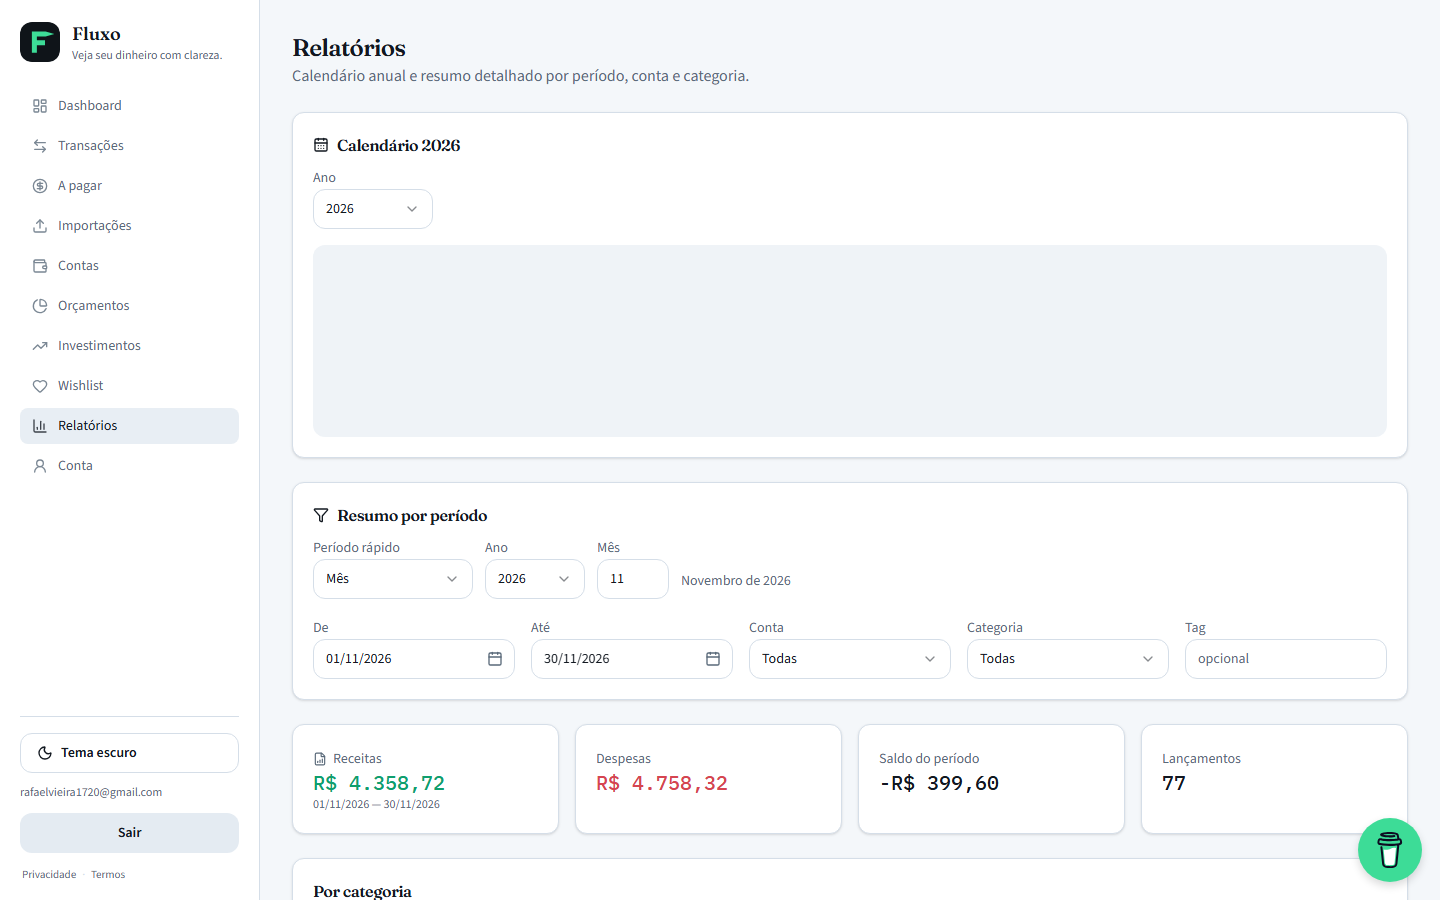 Fluxo
Veja seu dinheiro com clareza.
Dashboard
Transações
A pagar
Importações
Contas
Orçamentos
Investimentos
Wishlist
Relatórios
Conta
Tema escuro
rafaelvieira1720@gmail.com
Sair
Privacidade · Termos
Relatórios
Calendário anual e resumo detalhado por período, conta e categoria.
Calendário 2026
Ano
2026
Resumo por período
Período rápido Ano Mês
Mês 2026 11 Novembro de 2026
De Até Conta Categoria Tag
01/11/2026 30/11/2026 Todas Todas opcional
Receitas Despesas Saldo do período Lançamentos
R$ 4.358,72 R$ 4.758,32 -R$ 399,60 77
01/11/2026 — 30/11/2026
Por categoria